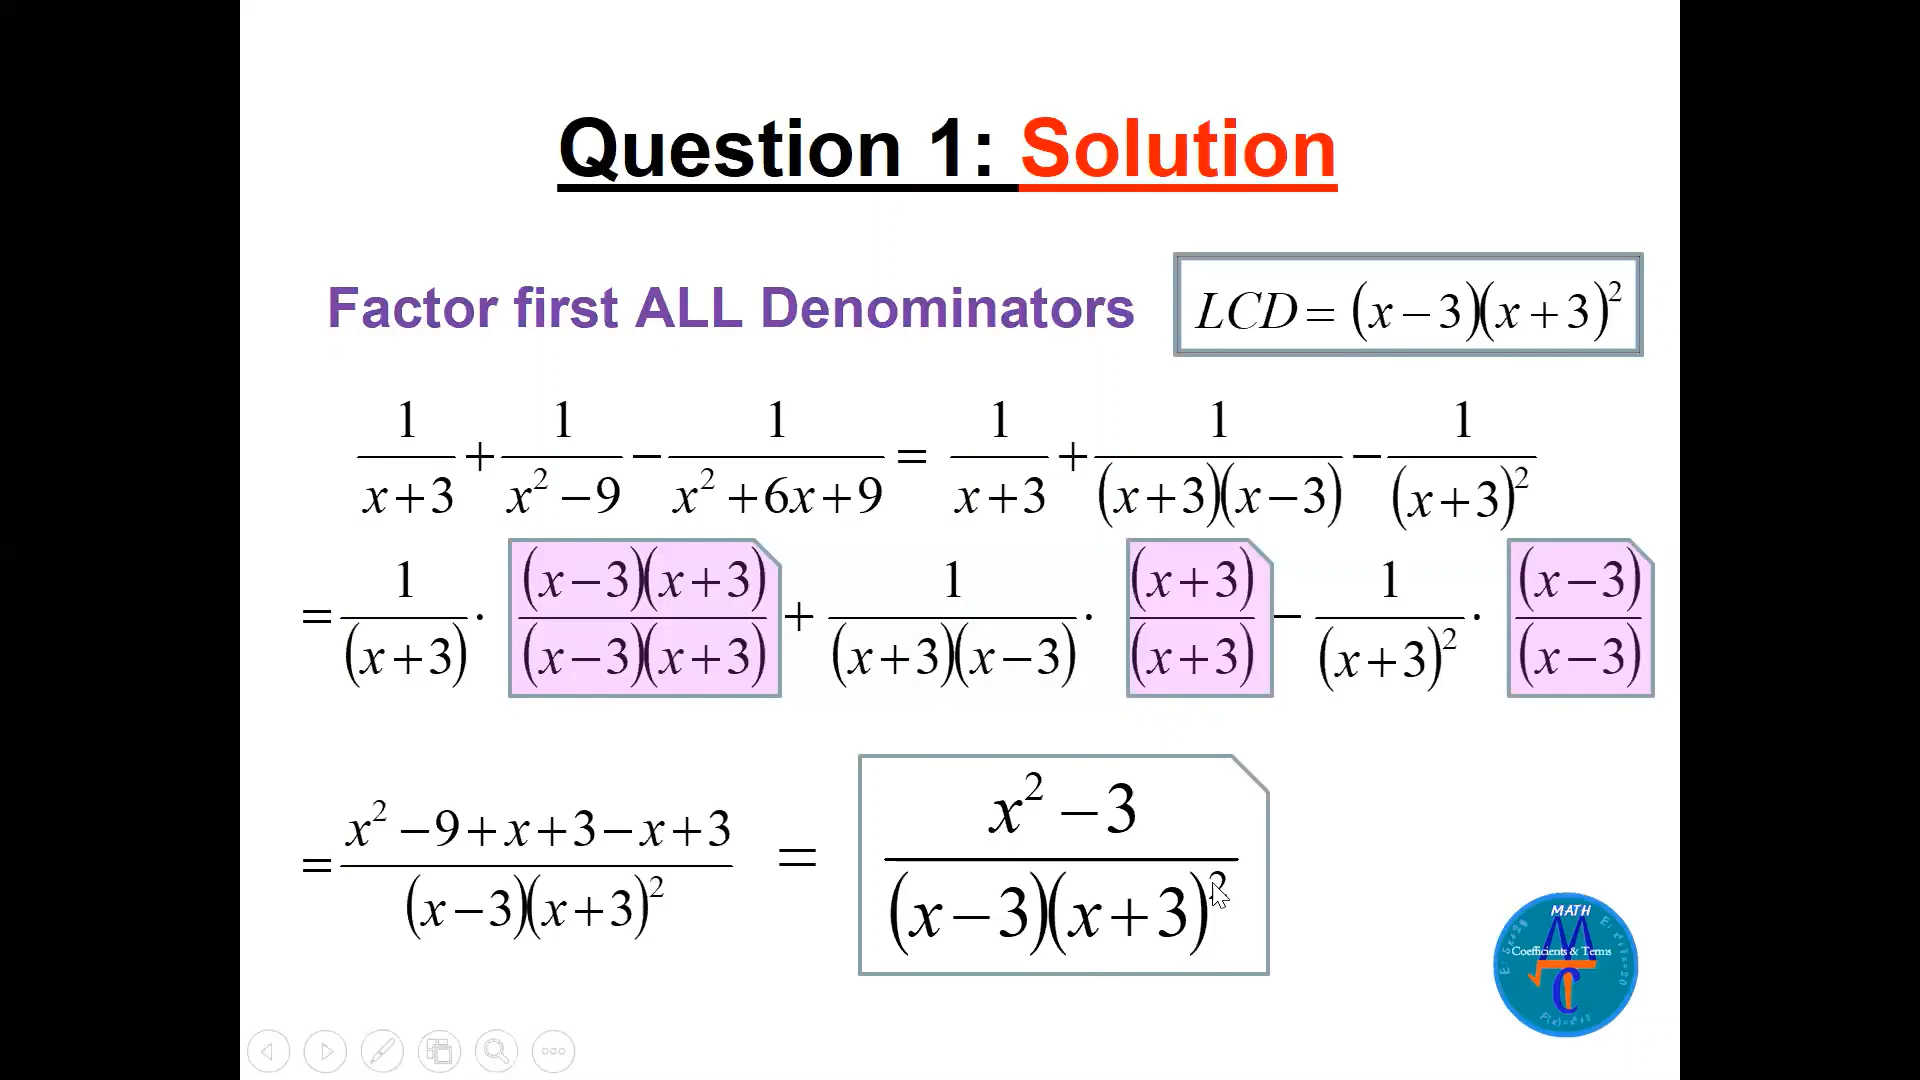 Question 1: Solution
Factor first ALL Denominators
LCD = (x − 3)(x + 3)²
1/(x+3) + 1/(x² − 9) − 1/(x² + 6x + 9) = 1/(x+3) + 1/((x+3)(x−3)) − 1/(x+3)²
= 1/(x+3) · (x−3)(x+3)/((x−3)(x+3)) + 1/((x+3)(x−3)) · (x+3)/(x+3) − 1/(x+3)² · (x−3)/(x−3)
= (x² − 9 + x + 3 − x + 3)/((x−3)(x+3)²) = (x² − 3)/((x−3)(x+3)²)
MATH
Coefficients & Terms